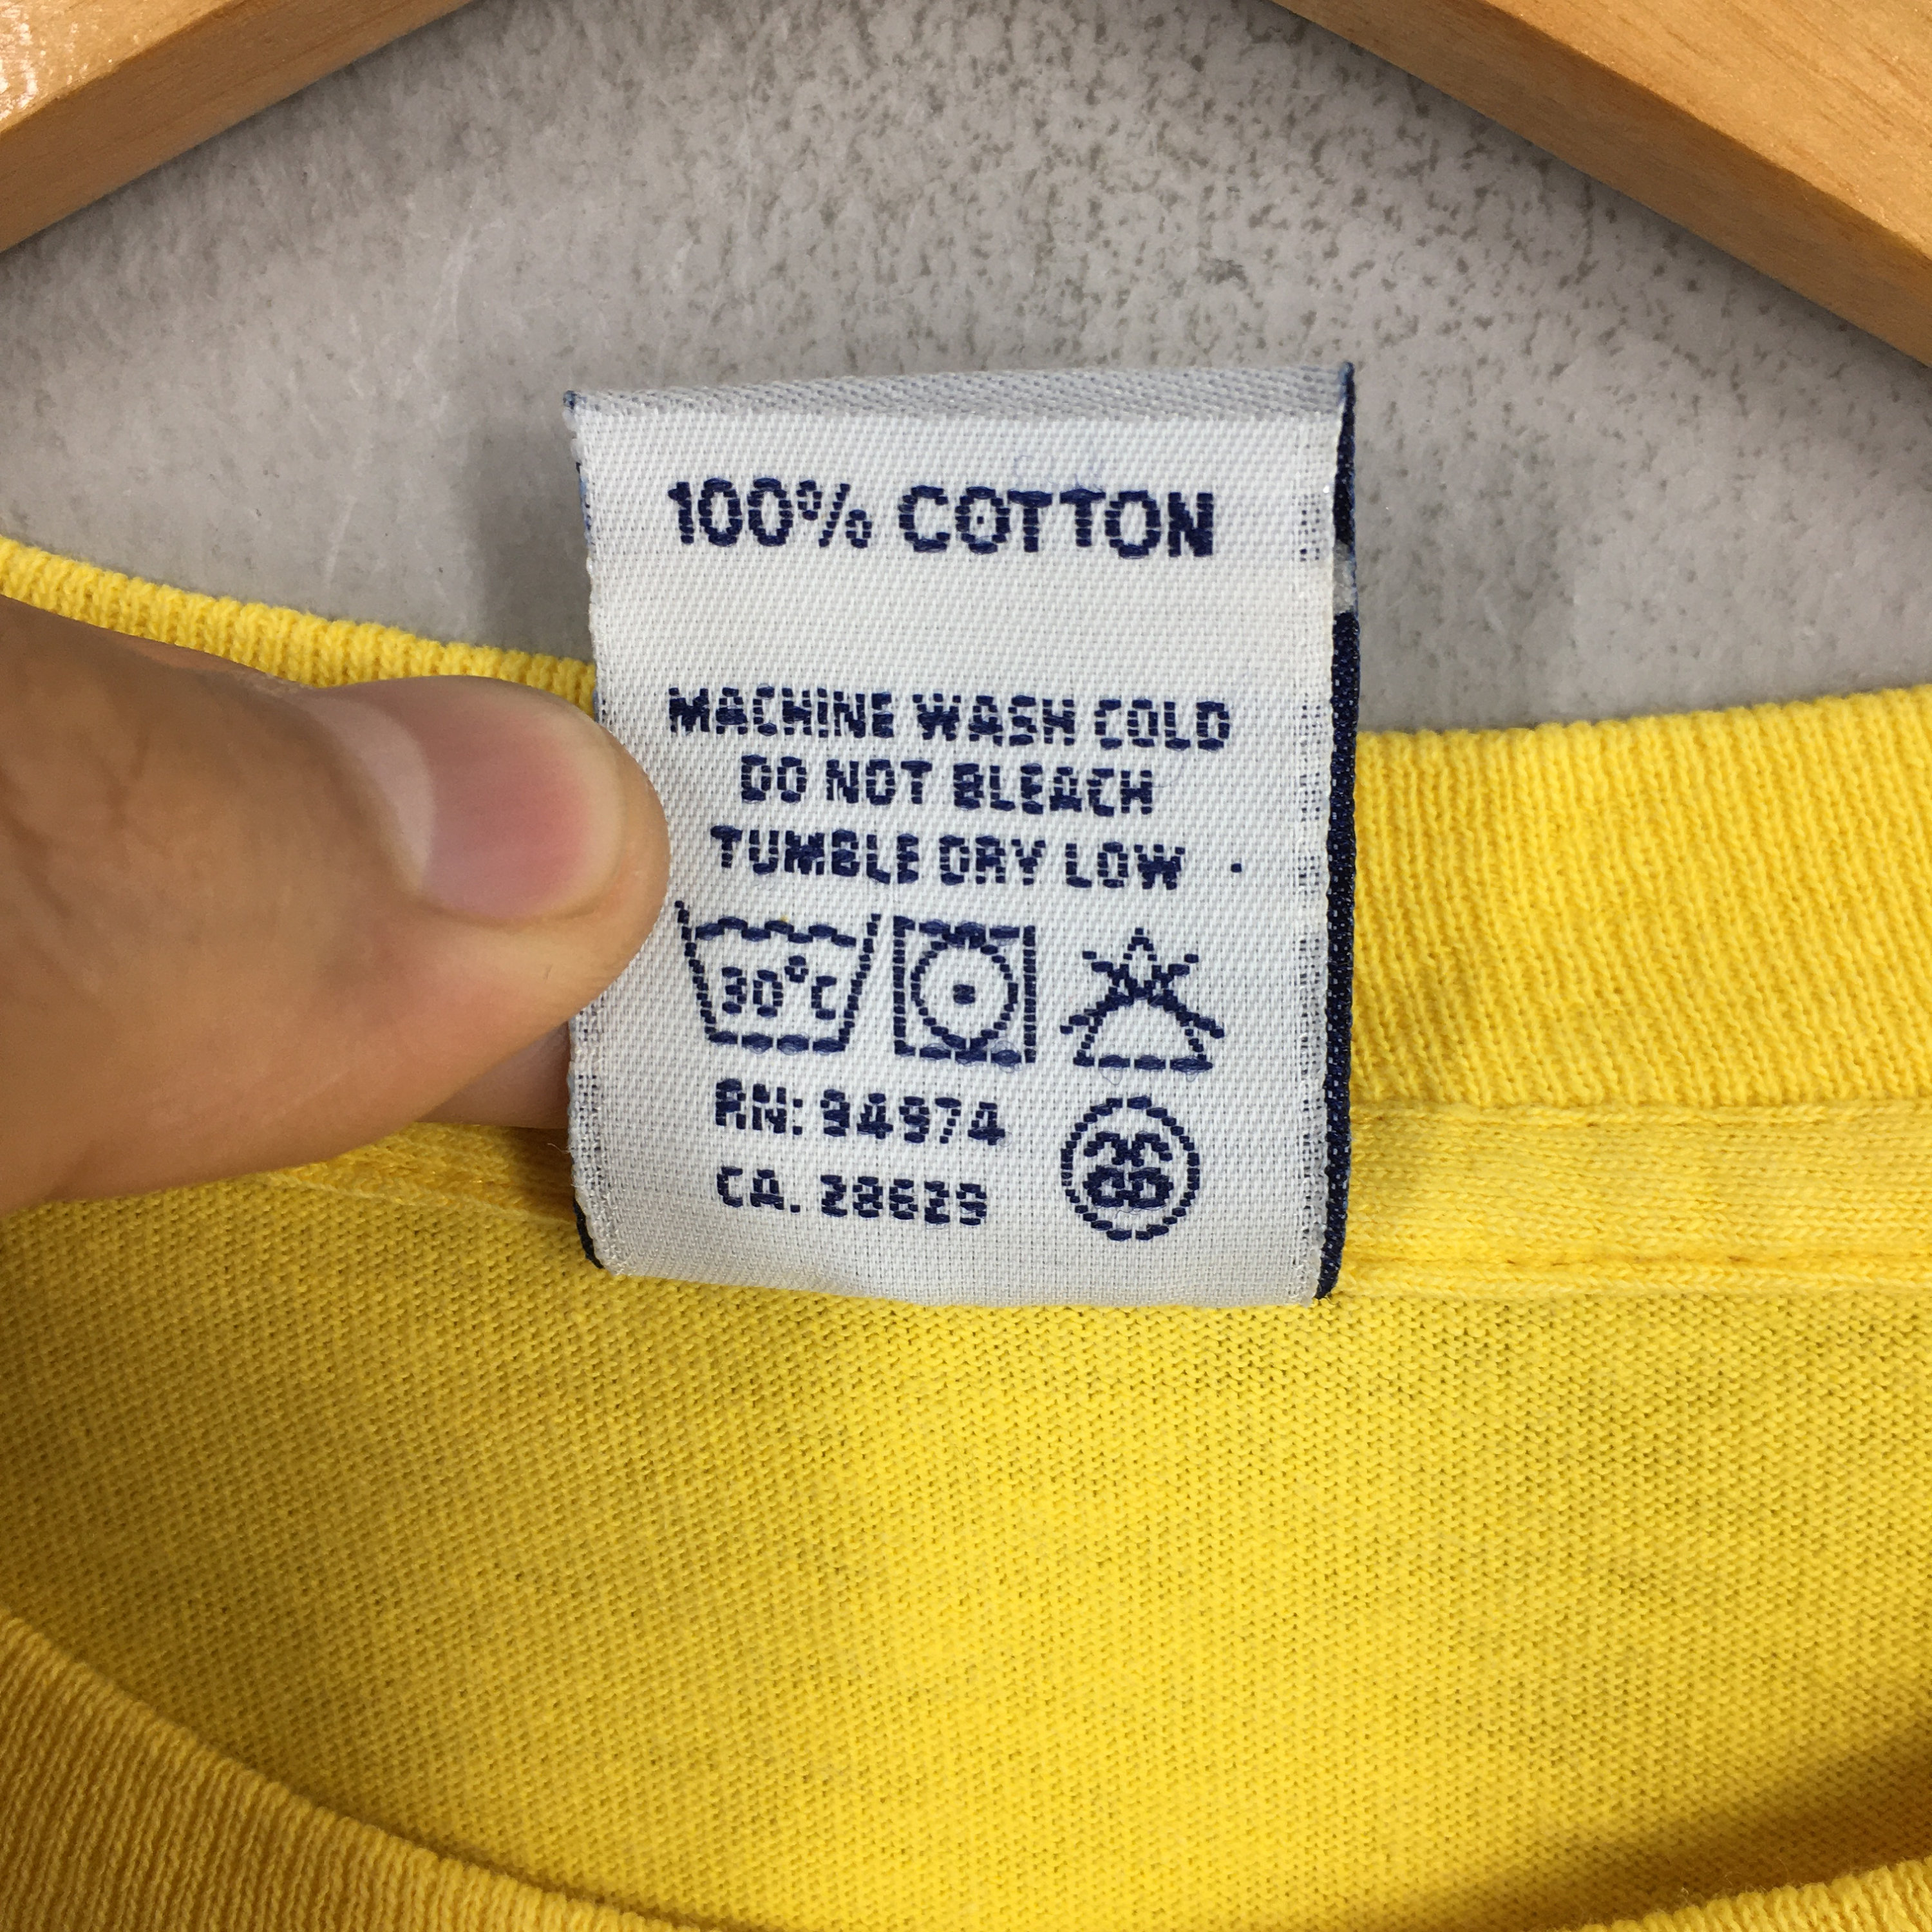 100% COTTON
MACHINE WASH COLD
DO NOT BLEACH
TUMBLE DRY LOW
30°C
RN: 94974
CA. 28629